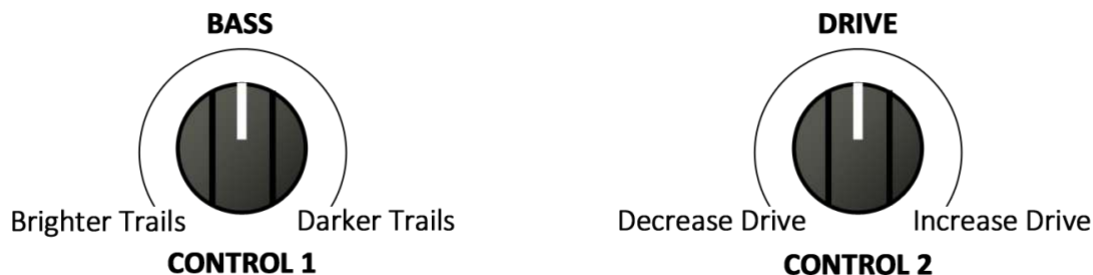 BASS
DRIVE
Brighter Trails
Darker Trails
Decrease Drive
Increase Drive
CONTROL 1
CONTROL 2